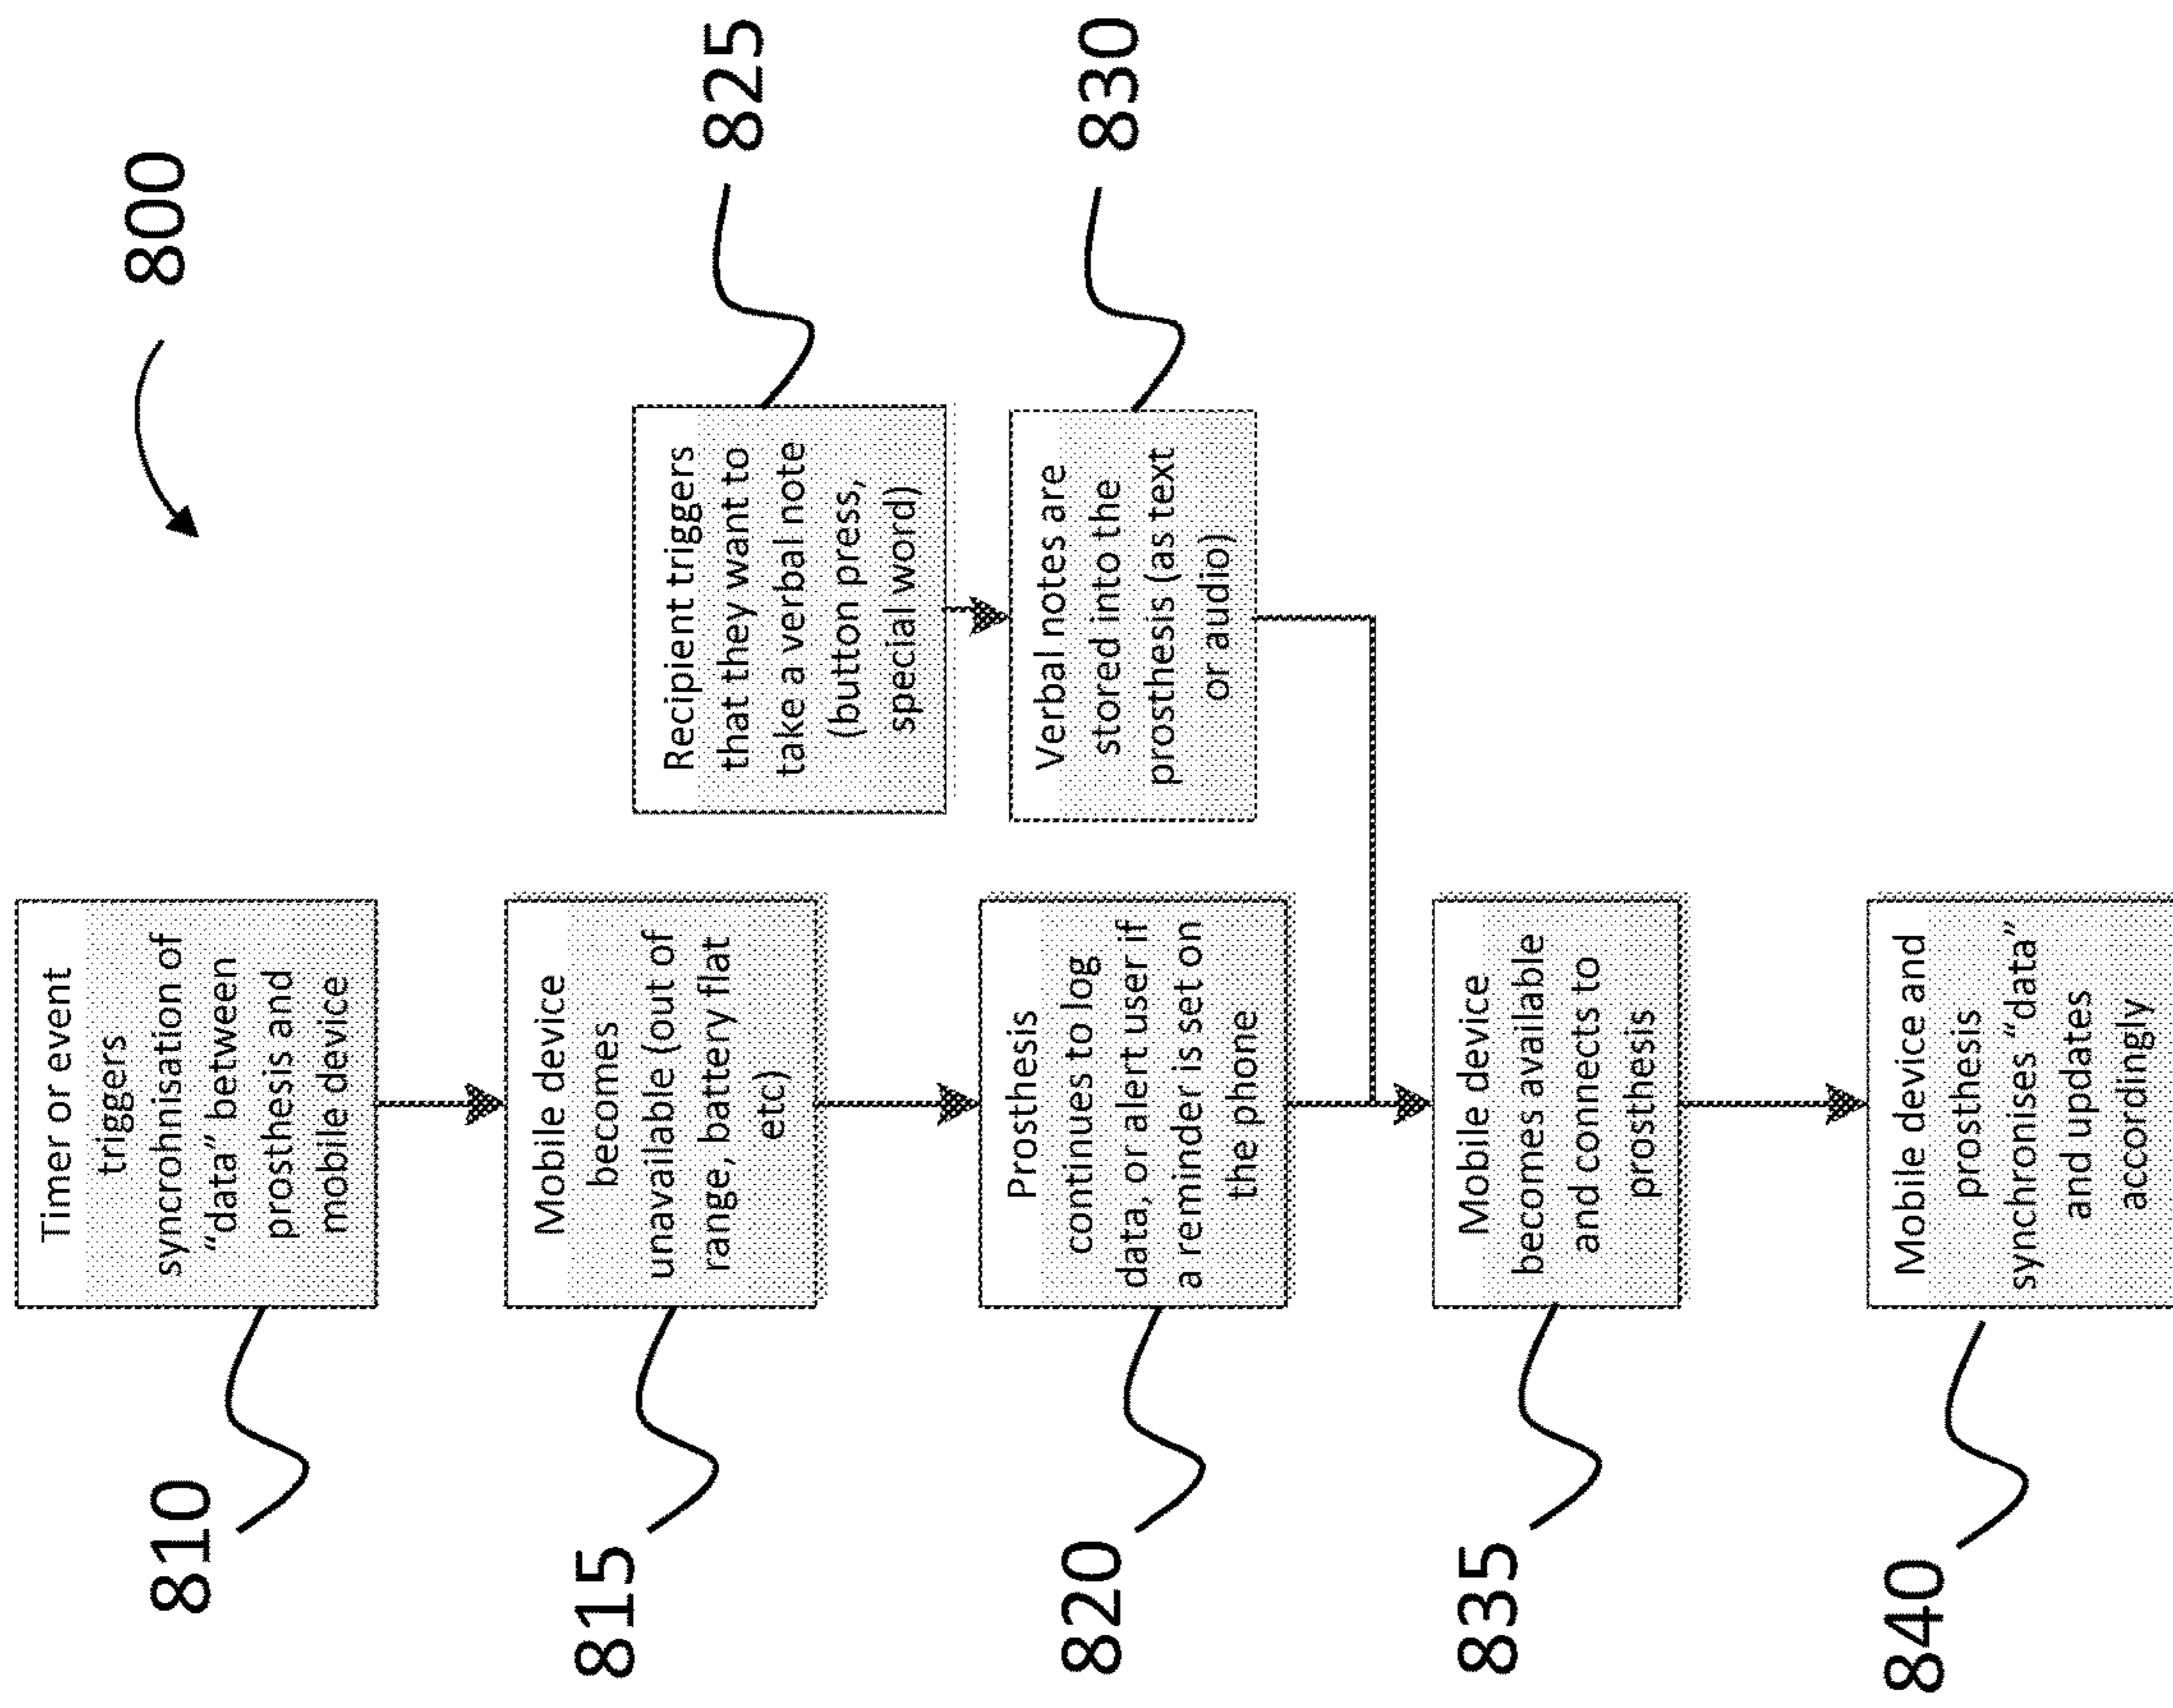 800
810
Timer or event
triggers
syncrohnisation of
“data” between
prosthesis and
mobile device
815
Mobile device
becomes
unavailable (out of
range, battery flat
etc)
825
Recipient triggers
that they want to
take a verbal note
(button press,
special word)
820
Prosthesis
continues to log
data, or alert user if
a reminder is set on
the phone
830
Verbal notes are
stored into the
prosthesis (as text
or audio)
835
Mobile device
becomes available
and connects to
prosthesis
840
Mobile device and
prosthesis
synchronises “data”
and updates
accordingly